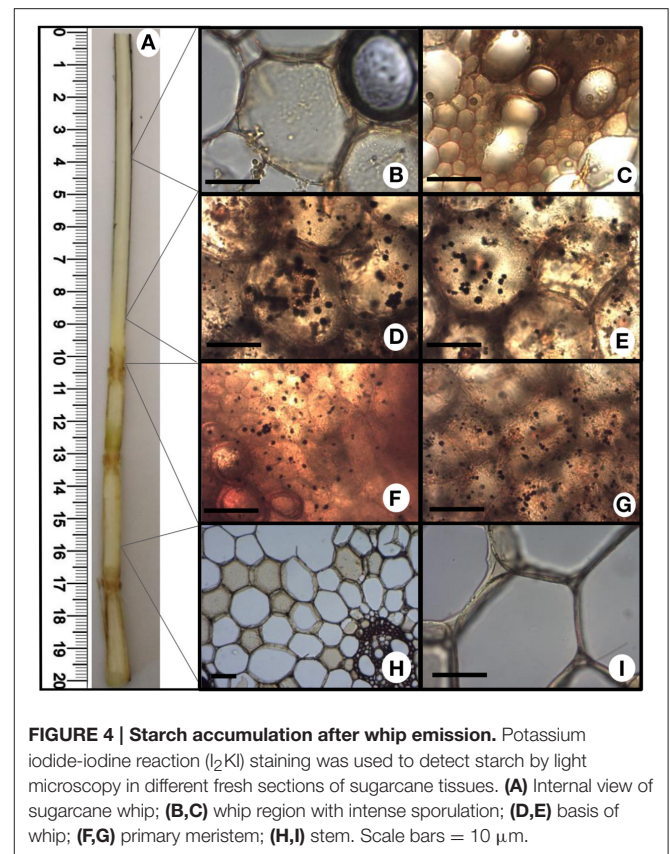 A
0
1
2
3
4
5
6
7
8
9
10
11
12
13
14
15
16
17
18
19
20
B
C
D
E
F
G
H
I
FIGURE 4 | Starch accumulation after whip emission. Potassium
iodide-iodine reaction (I₂KI) staining was used to detect starch by light
microscopy in different fresh sections of sugarcane tissues. (A) Internal view of
sugarcane whip; (B,C) whip region with intense sporulation; (D,E) basis of
whip; (F,G) primary meristem; (H,I) stem. Scale bars = 10 μm.